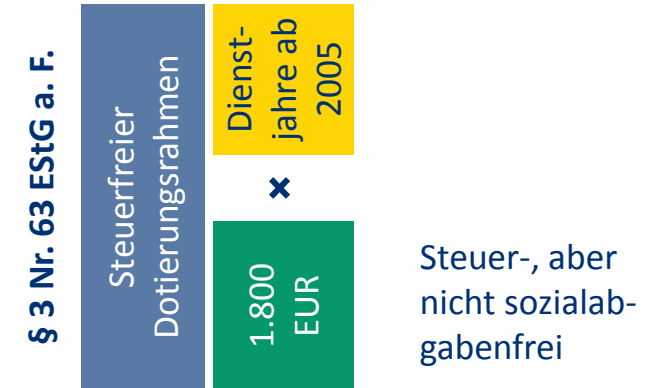 § 3 Nr. 63 EStG a. F.
Steuerfreier
Dotierungsrahmen
1.800
EUR
×
Dienst-
jahre ab
2005
Steuer-, aber
nicht sozialab-
gabenfrei